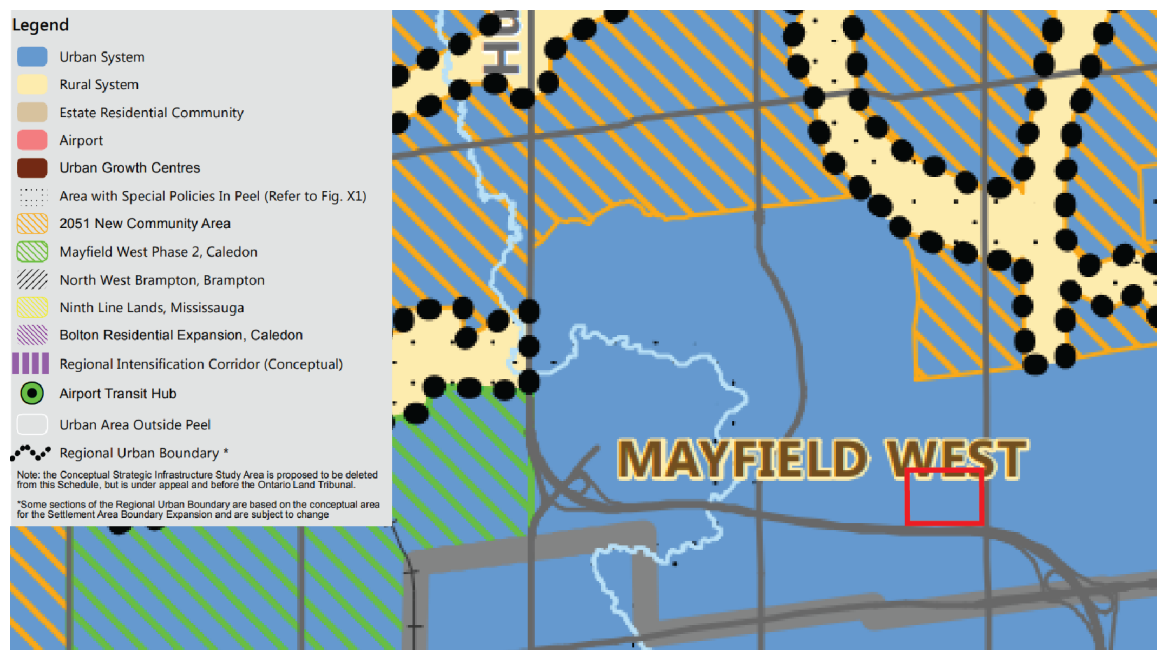 Legend
Urban System
Rural System
Estate Residential Community
Airport
Urban Growth Centres
Area with Special Policies In Peel (Refer to Fig. X1)
2051 New Community Area
Mayfield West Phase 2, Caledon
North West Brampton, Brampton
Ninth Line Lands, Mississauga
Bolton Residential Expansion, Caledon
Regional Intensification Corridor (Conceptual)
Airport Transit Hub
Urban Area Outside Peel
Regional Urban Boundary *
Note: the Conceptual Strategic Infrastructure Study Area is proposed to be deleted
from this Schedule, but is under appeal and before the Ontario Land Tribunal.
*Some sections of the Regional Urban Boundary are based on the conceptual area
for the Settlement Area Boundary Expansion and are subject to change
Hu
MAYFIELD WEST